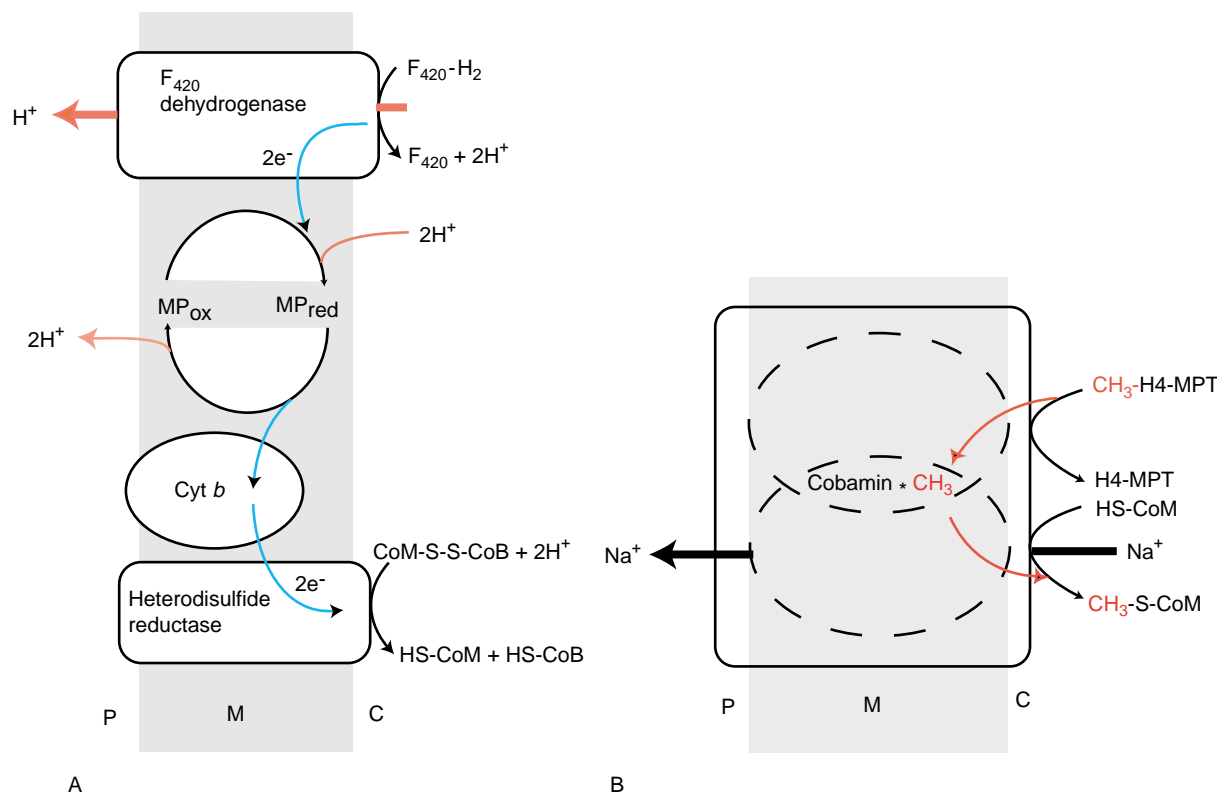 F420
dehydrogenase
F420-H2
H+
2e-
F420 + 2H+
2H+
MPox
MPred
2H+
Cyt b
CoM-S-S-CoB + 2H+
2e-
Heterodisfide
reductase
HS-CoM + HS-CoB
P
M
C
A
CH3-H4-MPT
Cobamin * CH3
H4-MPT
HS-CoM
Na+
Na+
CH3-S-CoM
P
M
C
B